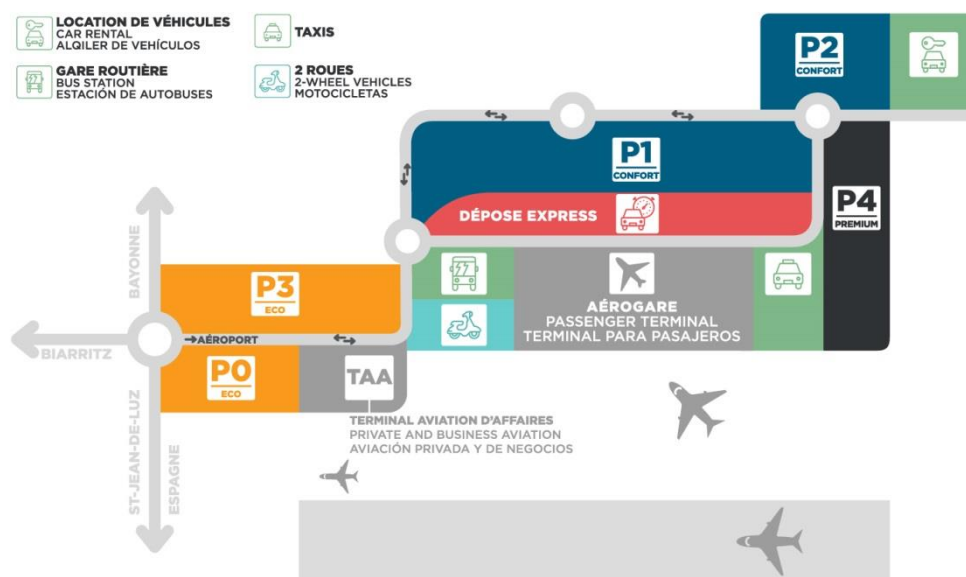 LOCATION DE VÉHICULES
CAR RENTAL
ALQILER DE VEHÍCULOS
TAXIS
GARE ROUTIÈRE
BUS STATION
ESTACIÓN DE AUTOBUSES
2 ROUES
2-WHEEL VEHICLES
MOTOCICLETAS
P2
CONFORT
P1
CONFORT
P4
PREMIUM
DÉPOSE EXPRESS
BAYONNE
P3
ECO
AÉROGARE
PASSENGER TERMINAL
TERMINAL PARA PASAJEROS
AÉROPORT
BIARRITZ
P0
ECO
TAA
TERMINAL AVIATION D'AFFAIRES
PRIVATE AND BUSINESS AVIATION
AVIACIÓN PRIVADA Y DE NEGOCIOS
ST-JEAN-DE-LUZ
ESPAGNE